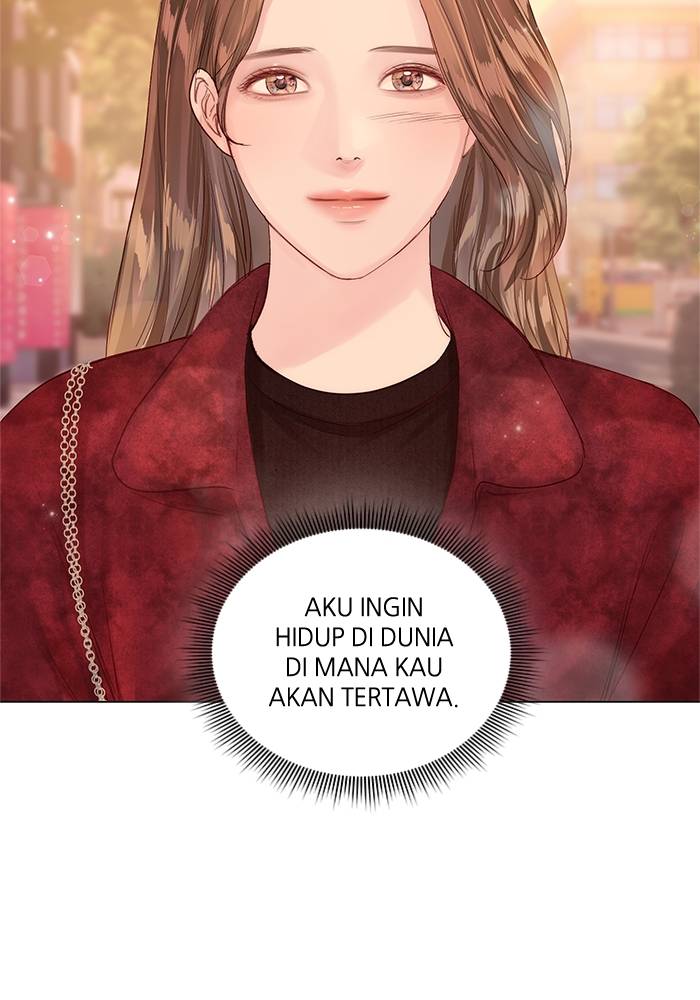 AKU INGIN
HIDUP DI DUNIA
DI MANA KAU
AKAN TERTAWA.